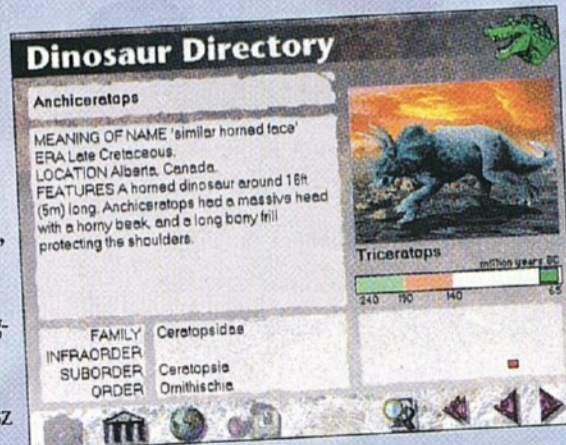 Dinosaur Directory
Anchiceratops
MEANING OF NAME 'similar horned face'
ERA Late Cretaceous.
LOCATION Alberta, Canada.
FEATURES A horned dinosaur around 16ft
(5m) long. Anchiceratops had a massive head
with a horny beak, and a long bony frill
protecting the shoulders.
Triceratops
million years BC
240 190 140 65
FAMILY Ceratopsidae
INFRAORDER
SUBORDER Ceratopsia
ORDER Ornithischia
sz